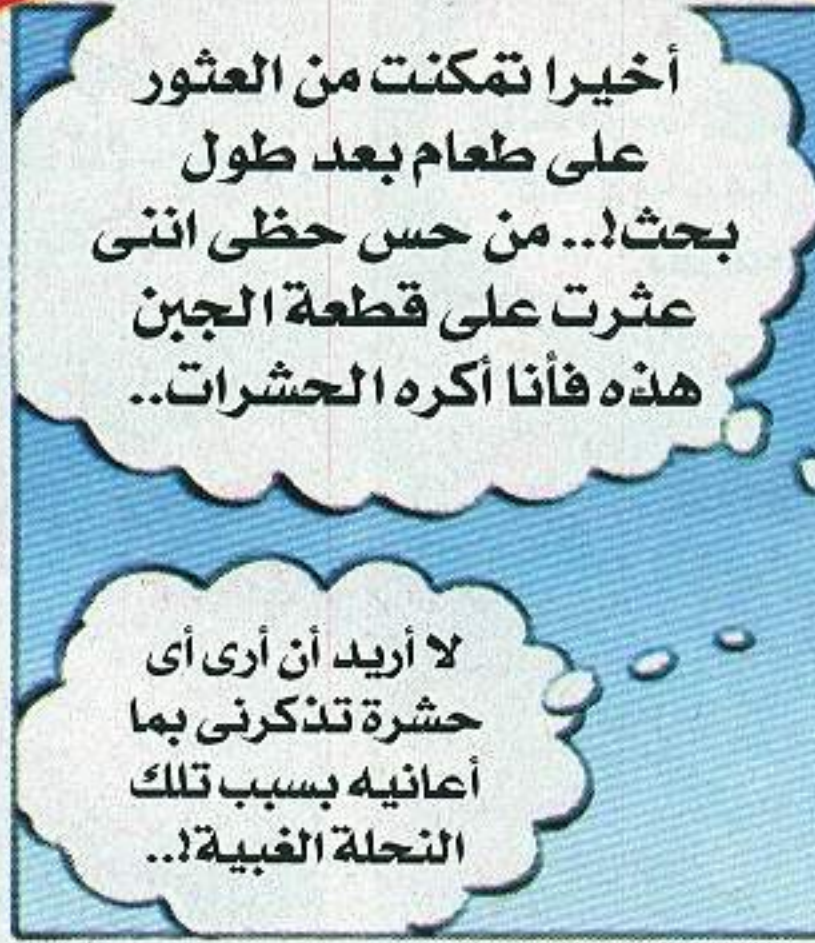 أخيرا تمكنت من العثور
على طعام بعد طول
بحث!.. من حس حظى اننى
عثرت على قطعة الجبن
هذه فأنا أكره الحشرات..
لا أريد أن أرى أى
حشرة تذكرنى بما
أعانيه بسبب تلك
النحلة الغبية!..